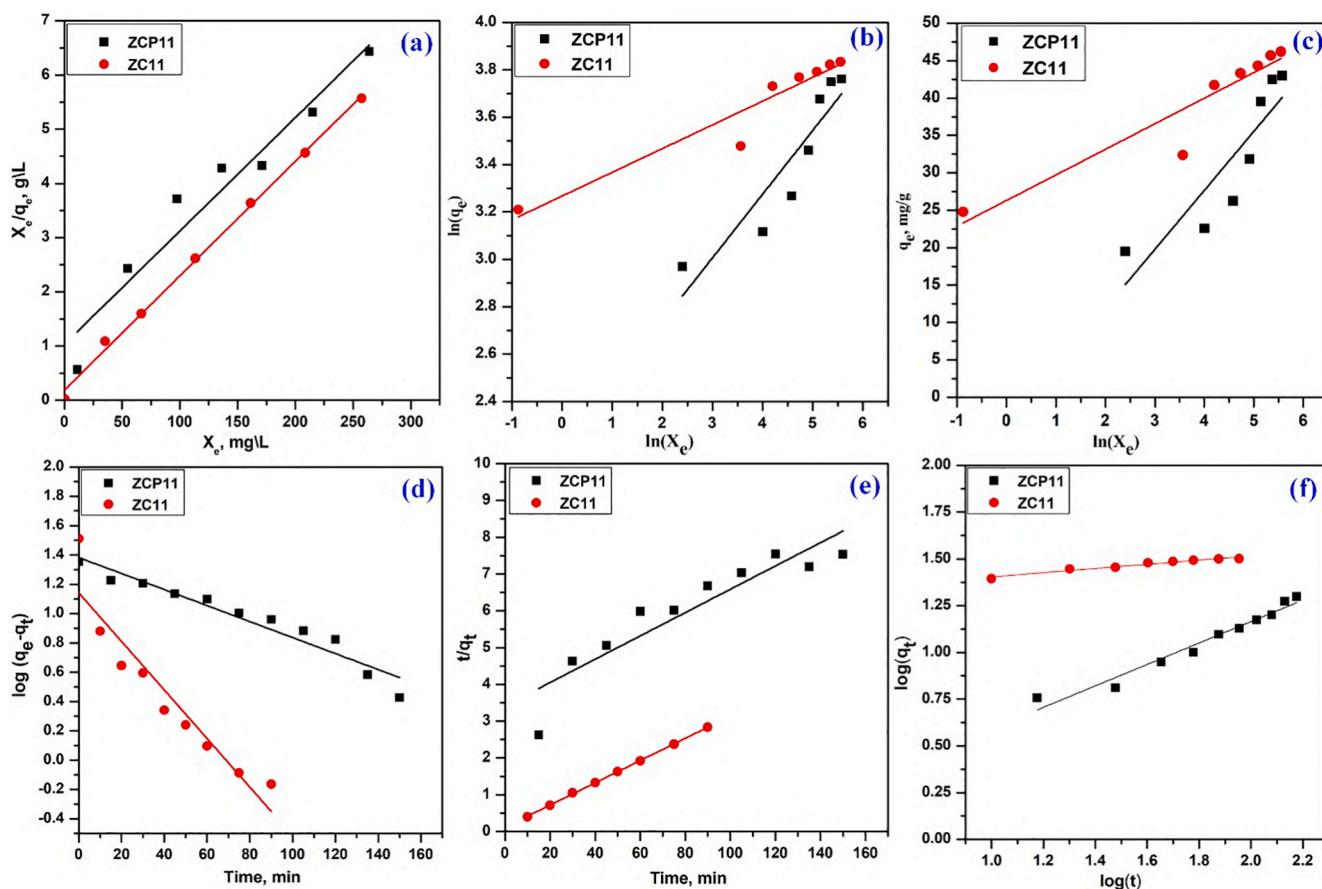 ZCP11
ZC11
(a)
7
6
5
4
3
2
1
0
X_e/q_e, g\L
0 50 100 150 200 250 300
X_e, mg\L
ZCP11
ZC11
(b)
4.0
3.8
3.6
3.4
3.2
3.0
2.8
2.6
2.4
ln(q_e)
-1 0 1 2 3 4 5 6
ln(X_e)
ZCP11
ZC11
(c)
50
45
40
35
30
25
20
15
10
5
0
q_e, mg/g
-1 0 1 2 3 4 5 6
ln(X_e)
ZCP11
ZC11
(d)
2.0
1.8
1.6
1.4
1.2
1.0
0.8
0.6
0.4
0.2
0.0
-0.2
-0.4
log (q_e-q_t)
0 20 40 60 80 100 120 140 160
Time, min
ZCP11
ZC11
(e)
10
9
8
7
6
5
4
3
2
1
0
t/q_t
0 20 40 60 80 100 120 140 160
Time, min
ZCP11
ZC11
(f)
2.00
1.75
1.50
1.25
1.00
0.75
0.50
0.25
0.00
log(q_t)
1.0 1.2 1.4 1.6 1.8 2.0 2.2
log(t)